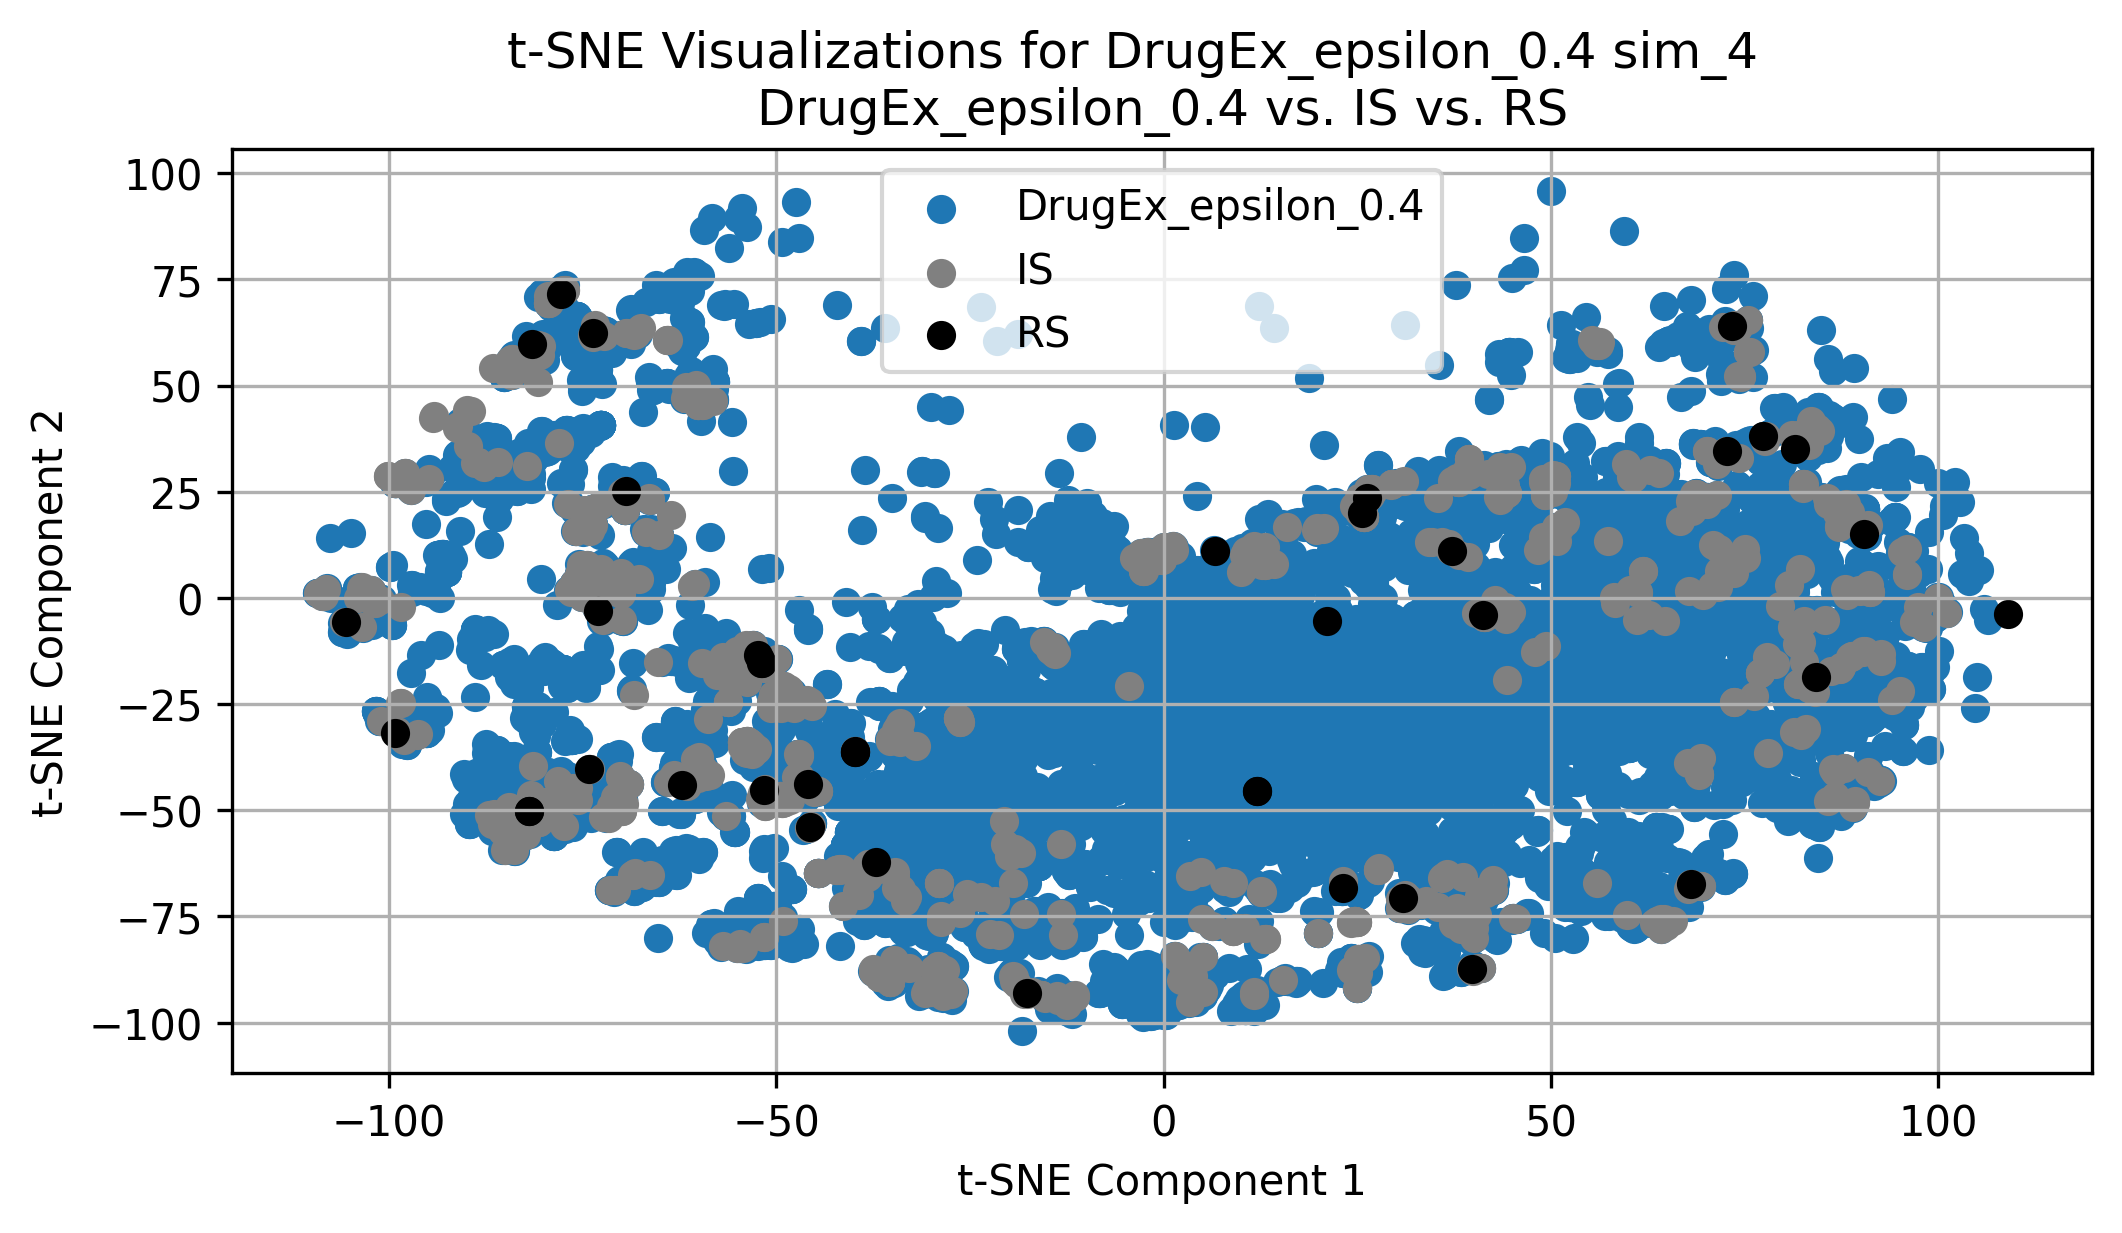 t-SNE Visualizations for DrugEx_epsilon_0.4 sim_4
DrugEx_epsilon_0.4 vs. IS vs. RS
DrugEx_epsilon_0.4
IS
RS
t-SNE Component 2
100
75
50
25
0
−25
−50
−75
−100
−100
−50
0
50
100
t-SNE Component 1